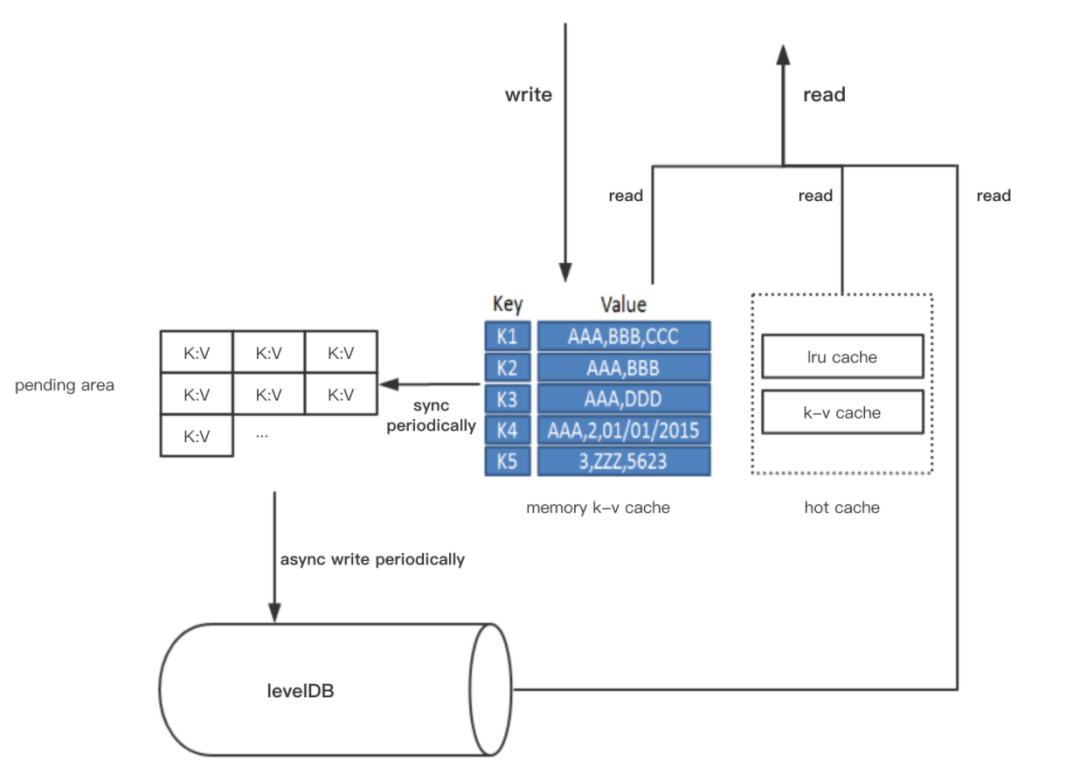 write
read
read
read
read
Key Value
K1 AAA,BBB,CCC
K2 AAA,BBB
K3 AAA,DDD
K4 AAA,2,01/01/2015
K5 3,ZZZ,5623
memory k-v cache
lru cache
k-v cache
hot cache
pending area
K:V K:V K:V
K:V K:V K:V
K:V ...
sync
periodically
async write periodically
levelDB